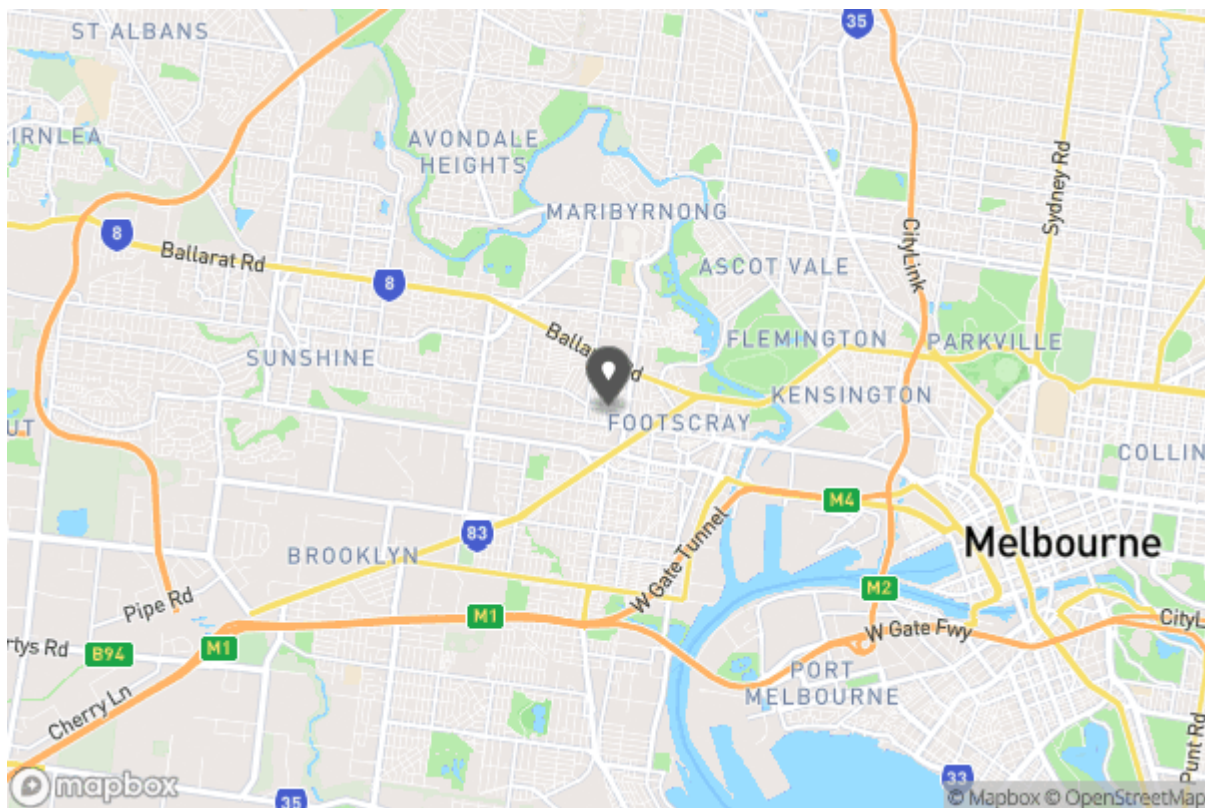 ST ALBANS
35
AIRNLEA
AVONDALE
HEIGHTS
Sydney Rd
MARIBYRNONG
8
Ballarat Rd
CityLink
ASCOT VALE
8
FLEMINGTON
PARKVILLE
SUNSHINE
KENSINGTON
FOOTSCRAY
UT
COLLIN
M4
83
W Gate Tunnel
Melbourne
BROOKLYN
M2
Pipe Rd
M1
M1
W Gate Fwy
CityL
rtys Rd
B94
PORT
MELBOURNE
Cherry Ln
Punt Rd
mapbox
35
33
© Mapbox © OpenStreetMap